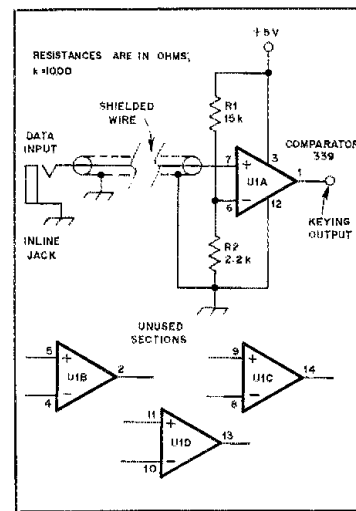 +5V
RESISTANCES ARE IN OHMS;
k =1000
SHIELDED
WIRE
R1
15k
DATA
INPUT
COMPARATOR
339
7
+
3
U1A
1
6
−
12
INLINE
JACK
R2
2.2k
KEYING
OUTPUT
UNUSED
SECTIONS
5
+
2
U1B
4
−
9
+
14
U1C
8
−
11
+
13
U1D
10
−